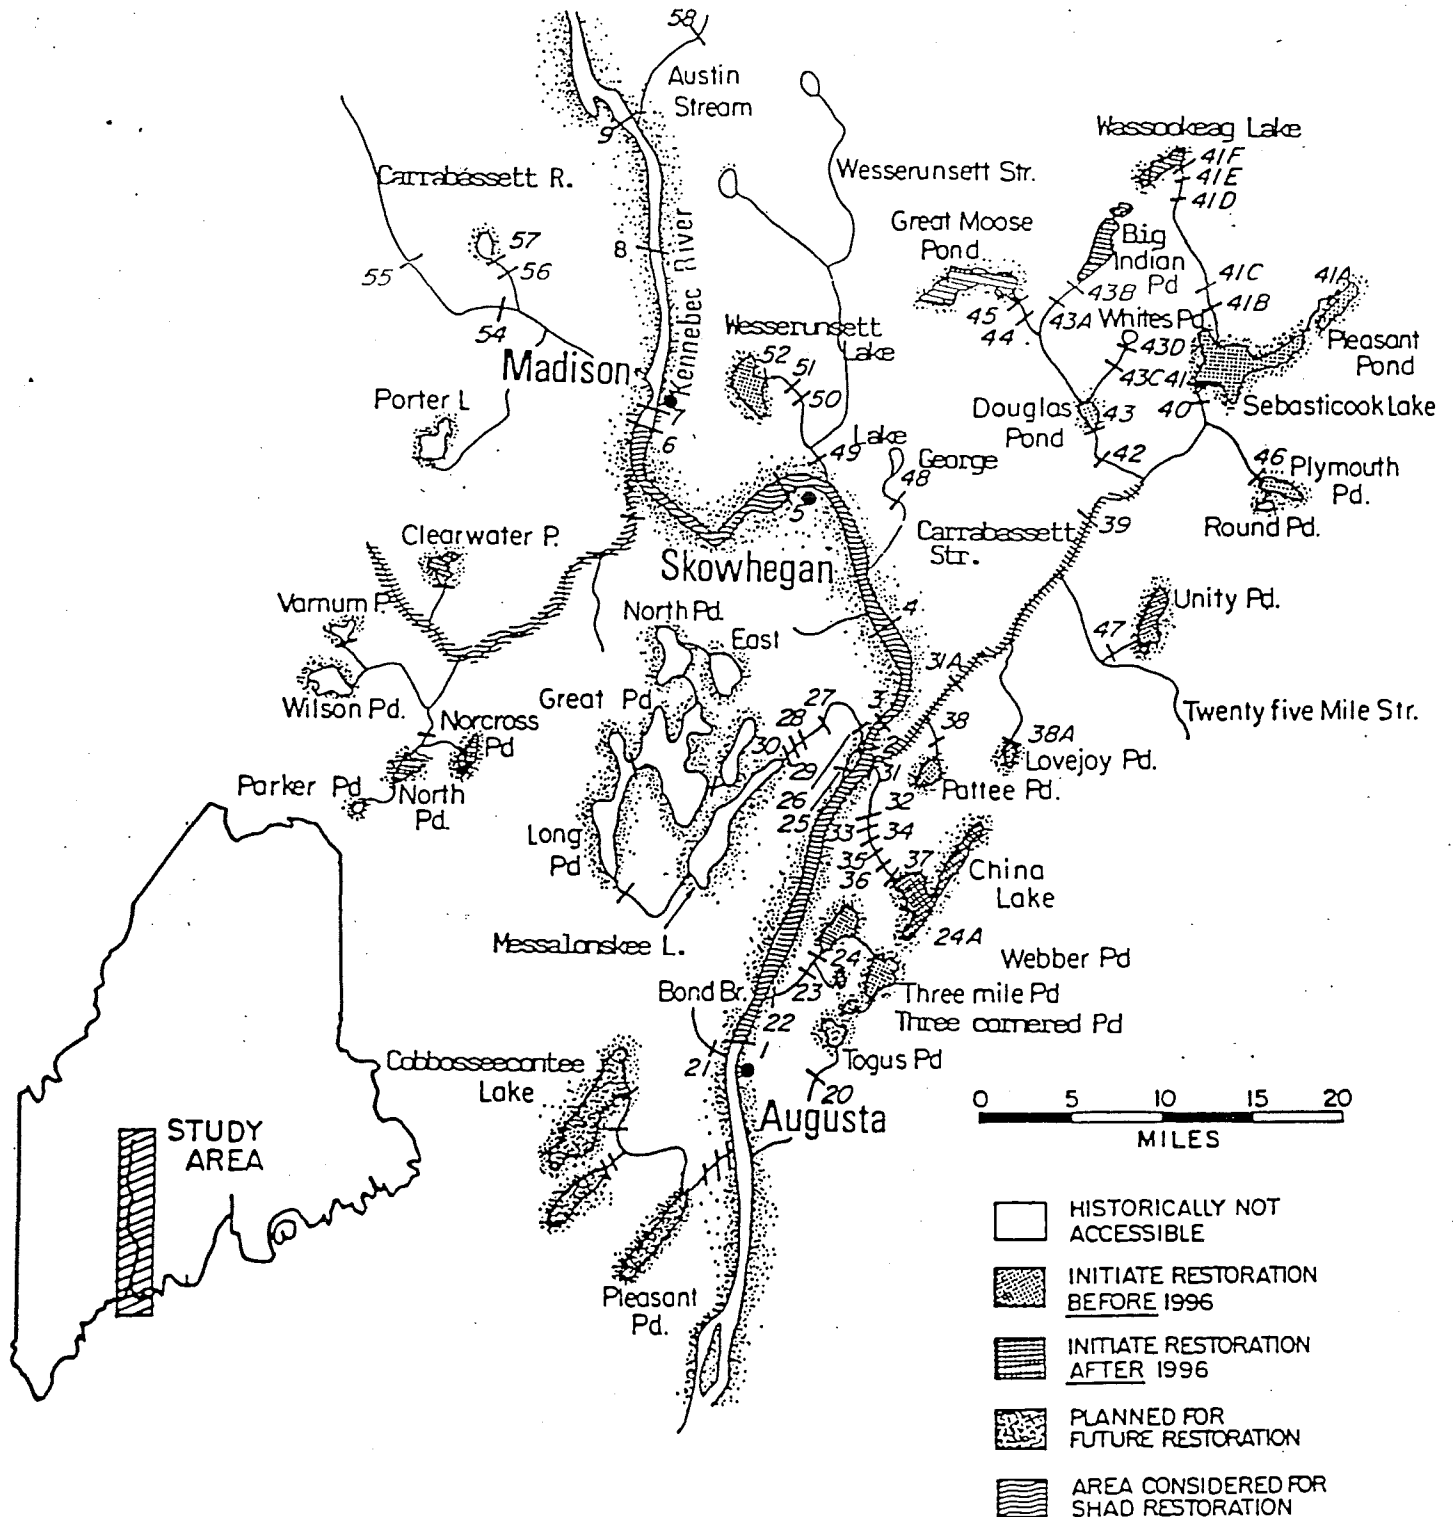 58
Austin
Stream
9
Wassookeag Lake
41F
41E
41D
Carrabassett R.
Wesserunsett Str.
Great Moose
Pond
Big
Indian
Pd
57
56
55
54
8
Kennebec River
41C
41A
41B
43B
43A
45
44
Whites Pd
43D
43C
41
40
Pleasant
Pond
Sebasticook Lake
Wesserunsett
Lake
52
51
50
Madison
Porter L
7
6
Douglas
Pond
43
42
Lake
George
49
48
46
Plymouth
Pd.
Round Pd.
5
39
Carrabassett
Str.
Clearwater P.
Skowhegan
Varnum P.
North Pd.
East
4
Unity Pd.
47
31A
Wilson Pd.
Great Pd
27
28
30
3
2
38
38A
Twenty five Mile Str.
Norcross
Pd
Lovejoy Pd.
Pattee Pd.
Parker Pd
North
Pd.
29
31
26
32
25
33
34
35
36
37
Long
Pd
China
Lake
24A
Messalonskee L.
24
Webber Pd
Bond Br.
23
Three mile Pd
Three cornered Pd
22
1
21
Togus Pd
20
Cobbosseecontee
Lake
Augusta
0 5 10 15 20
MILES
STUDY
AREA
Pleasant
Pd.
HISTORICALLY NOT
ACCESSIBLE
INITIATE RESTORATION
BEFORE 1996
INITIATE RESTORATION
AFTER 1996
PLANNED FOR
FUTURE RESTORATION
AREA CONSIDERED FOR
SHAD RESTORATION